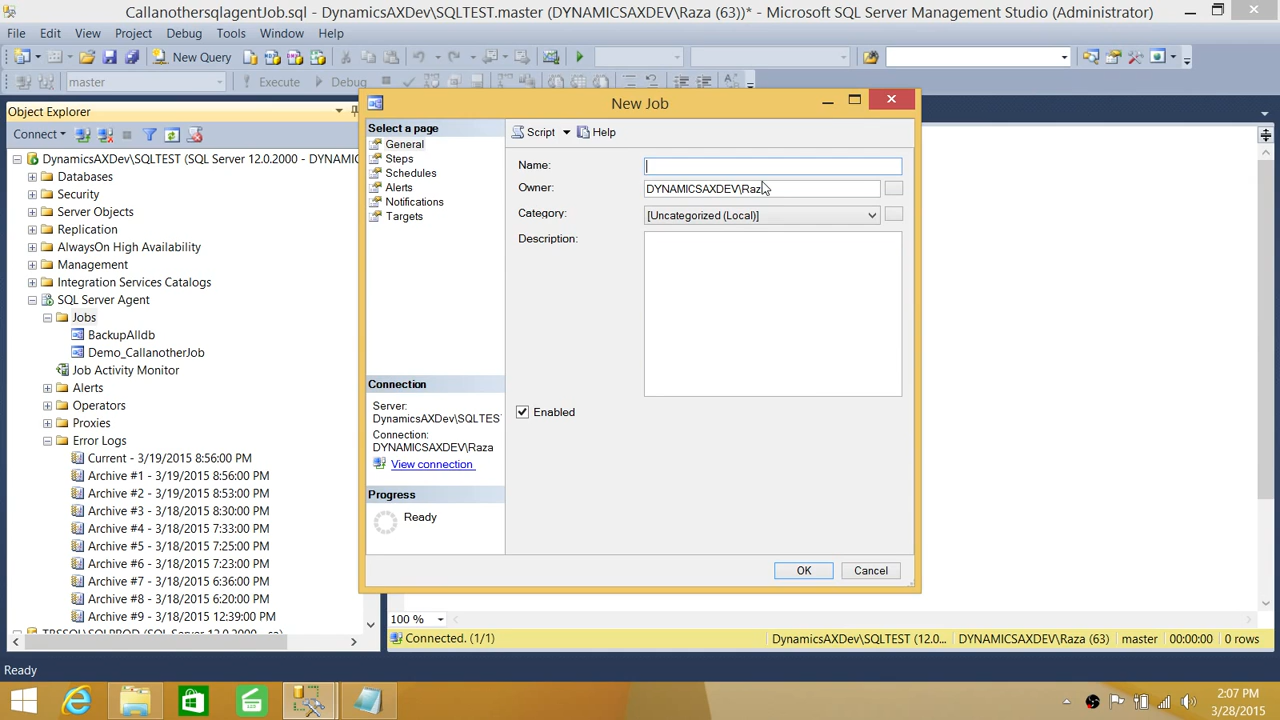 CallanothersqlagentJob.sql - DynamicsAXDev\SQLTEST.master (DYNAMICSAXDEV\Raza (63))* - Microsoft SQL Server Management Studio (Administrator)
File Edit View Project Debug Tools Window Help
New Query
master Execute Debug
Object Explorer
Connect
DynamicsAXDev\SQLTEST (SQL Server 12.0.2000 - DYNAM
Databases
Security
Server Objects
Replication
AlwaysOn High Availability
Management
Integration Services Catalogs
SQL Server Agent
Jobs
BackupAlldb
Demo_CallanotherJob
Job Activity Monitor
Alerts
Operators
Proxies
Error Logs
Current - 3/19/2015 8:56:00 PM
Archive #1 - 3/19/2015 8:56:00 PM
Archive #2 - 3/19/2015 8:53:00 PM
Archive #3 - 3/18/2015 8:30:00 PM
Archive #4 - 3/18/2015 7:33:00 PM
Archive #5 - 3/18/2015 7:25:00 PM
Archive #6 - 3/18/2015 7:23:00 PM
Archive #7 - 3/18/2015 6:36:00 PM
Archive #8 - 3/18/2015 6:20:00 PM
Archive #9 - 3/18/2015 12:39:00 PM
New Job
Select a page
General
Steps
Schedules
Alerts
Notifications
Targets
Connection
Server:
DynamicsAXDev\SQLTES
Connection:
DYNAMICSAXDEV\Raza
View connection
Progress
Ready
Script Help
Name:
Owner: DYNAMICSAXDEV\Raza
Category: [Uncategorized (Local)]
Description:
Enabled
OK Cancel
100 %
Connected. (1/1) DynamicsAXDev\SQLTEST (12.0... DYNAMICSAXDEV\Raza (63) master 00:00:00 0 rows
Ready
2:07 PM
3/28/2015